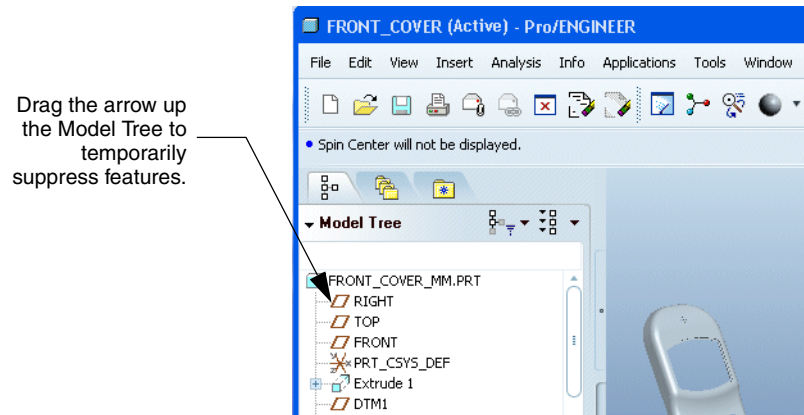 FRONT_COVER (Active) - Pro/ENGINEER
File Edit View Insert Analysis Info Applications Tools Window
Drag the arrow up
the Model Tree to
temporarily
suppress features.
Spin Center will not be displayed.
Model Tree
FRONT_COVER_MM.PRT
RIGHT
TOP
FRONT
PRT_CSYS_DEF
Extrude 1
DTM1